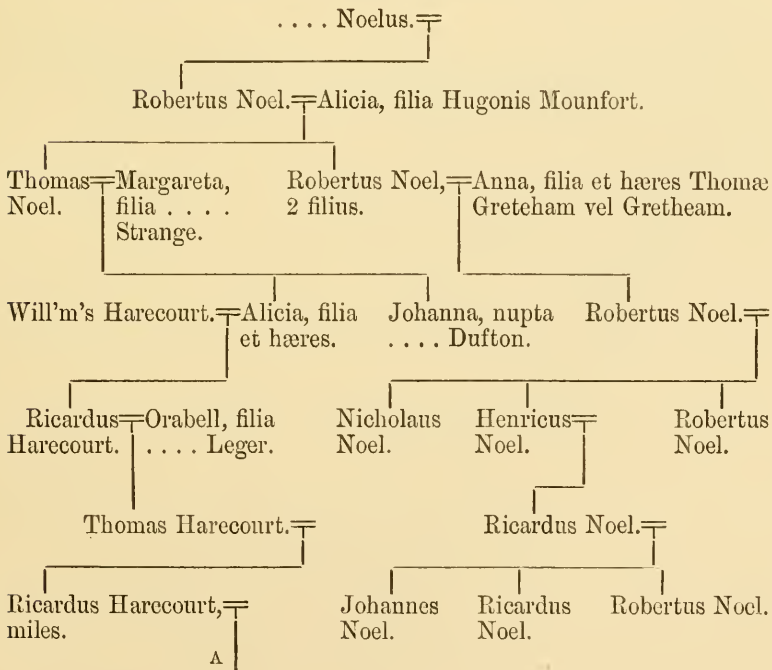 .... Noelus.
Robertus Noel. Alicia, filia Hugonis Mounfort.
Thomas Margareta, Robertus Noel, Anna, filia et hæres Thomæ
Noel. filia .... 2 filius. Gretcham vel Gretheam.
Strange.
Will'm's Harecourt. Alicia, filia Johanna, nupta Robertus Noel.
et hæres. .... Dufton.
Ricardus Orabell, filia Nicholaus Henricus Robertus
Harecourt. .... Leger. Noel. Noel. Noel.
Thomas Harecourt. Ricardus Noel.
Ricardus Harecourt, Johannes Ricardus Robertus Noel.
miles. Noel. Noel.
A